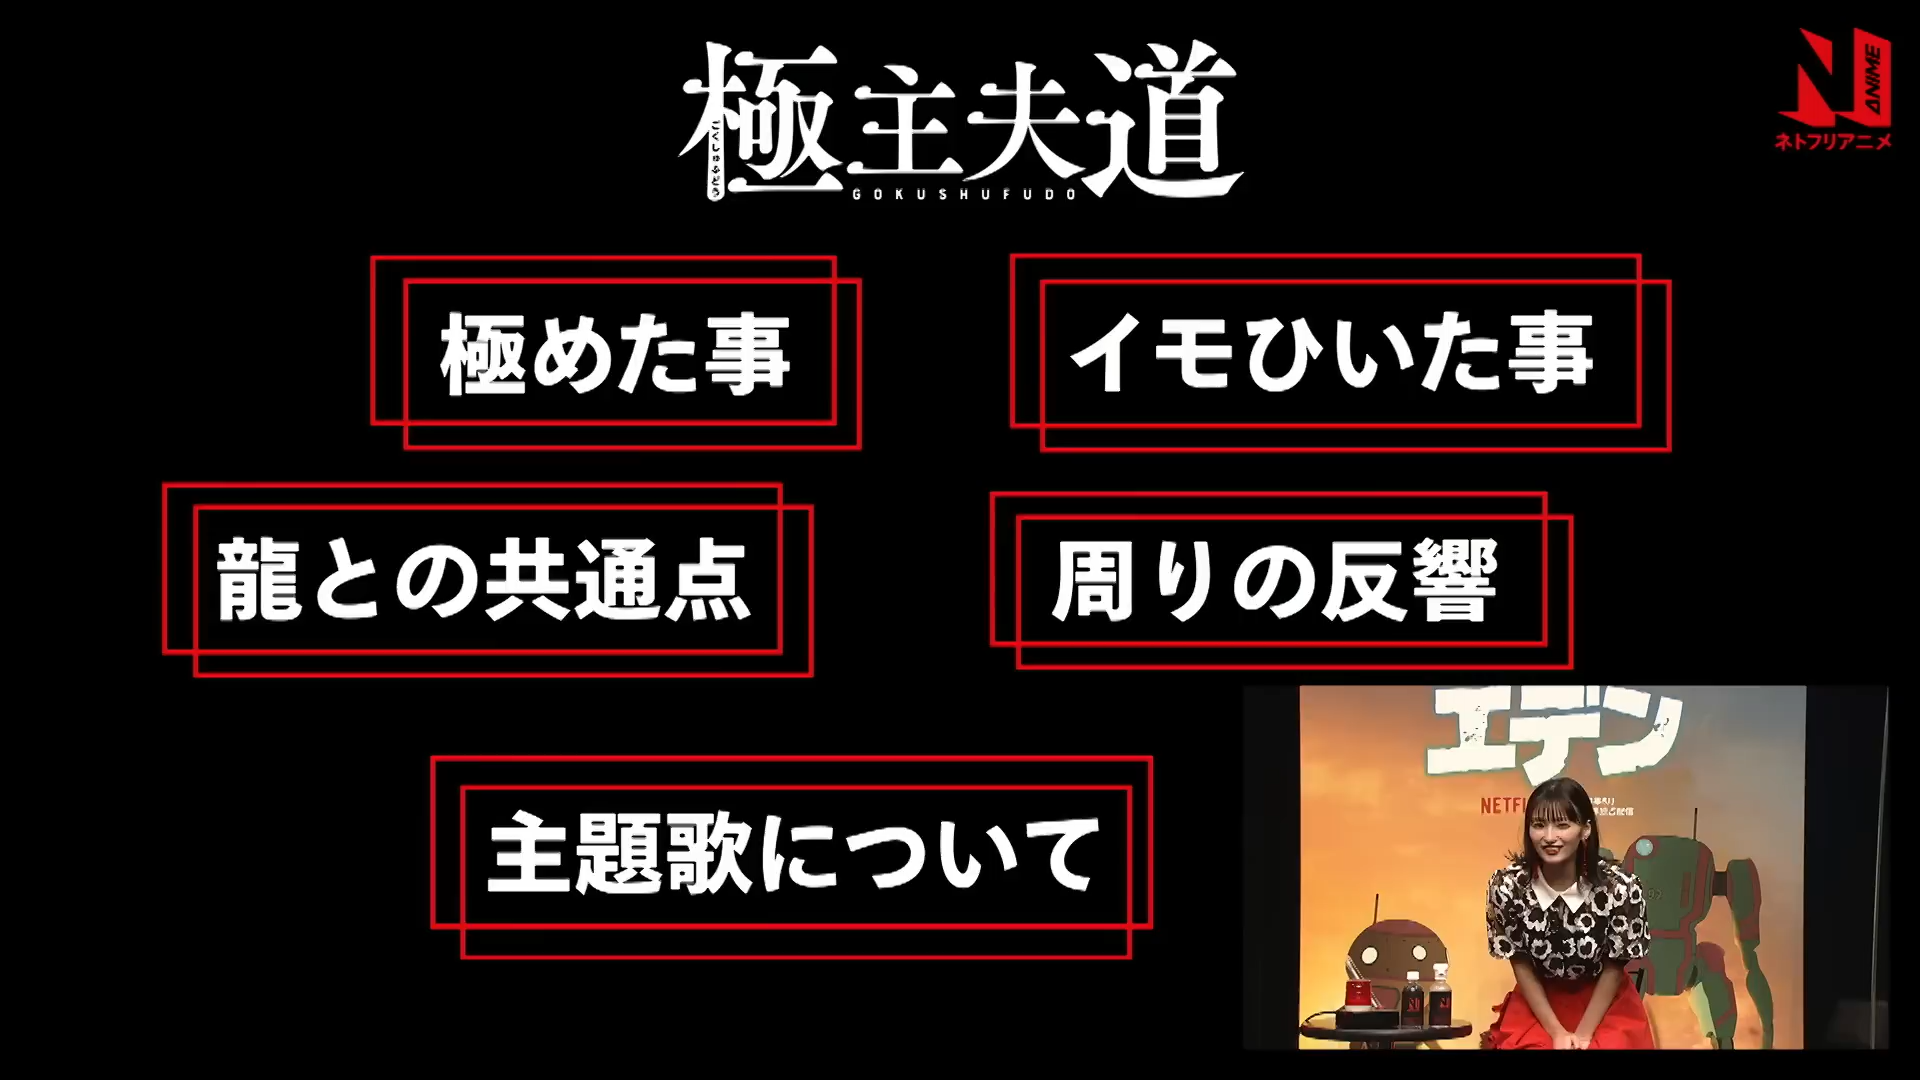 極主夫道
こくしゅふどう
GOKUSHUFUDO
ANIME
ネトフリアニメ
極めた事
イモひいた事
龍との共通点
周りの反響
主題歌について
エデン